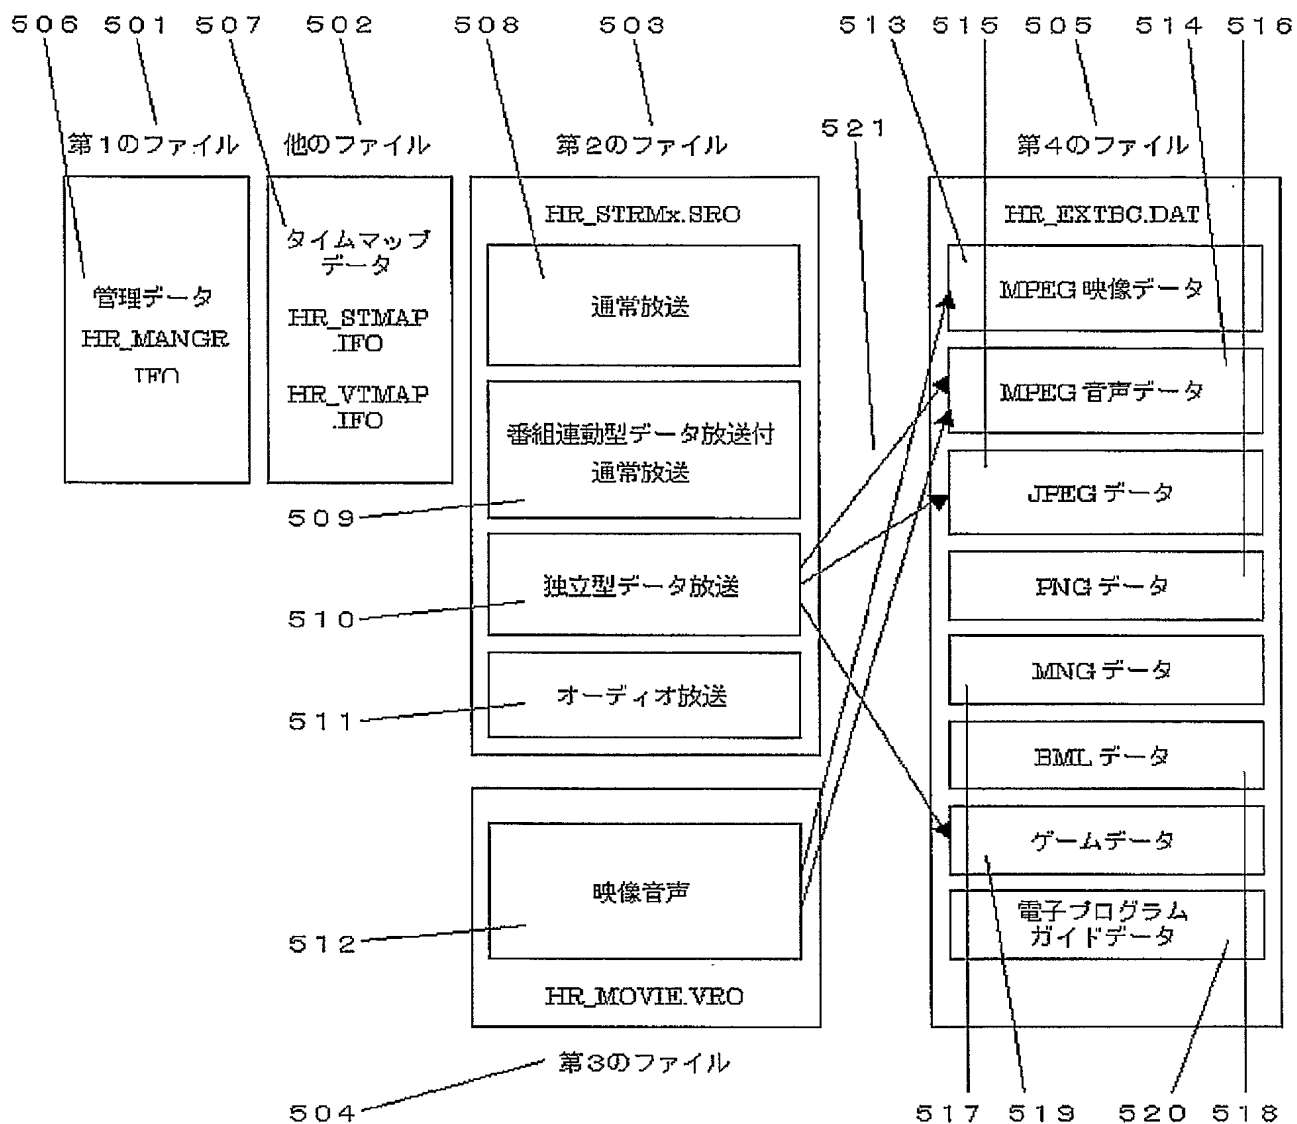 506 501 507 502 508 503 513 515 505 514 516
第1のファイル 他のファイル 第2のファイル 521 第4のファイル
HR_STRMx.SRO
HR_EXTBC.DAT
タイムマップ
データ
管理データ
HR_MANGR
.IFO
HR_STMAP
.IFO
HR_VTMAP
.IFO
通常放送
番組連動型データ放送付
通常放送
509
独立型データ放送
510
オーディオ放送
511
映像音声
512
HR_MOVIE.VRO
第3のファイル
504
MPEG 映像データ
MPEG 音声データ
JPEG データ
PNG データ
MNG データ
BML データ
ゲームデータ
電子プログラム
ガイドデータ
517 519 520 518